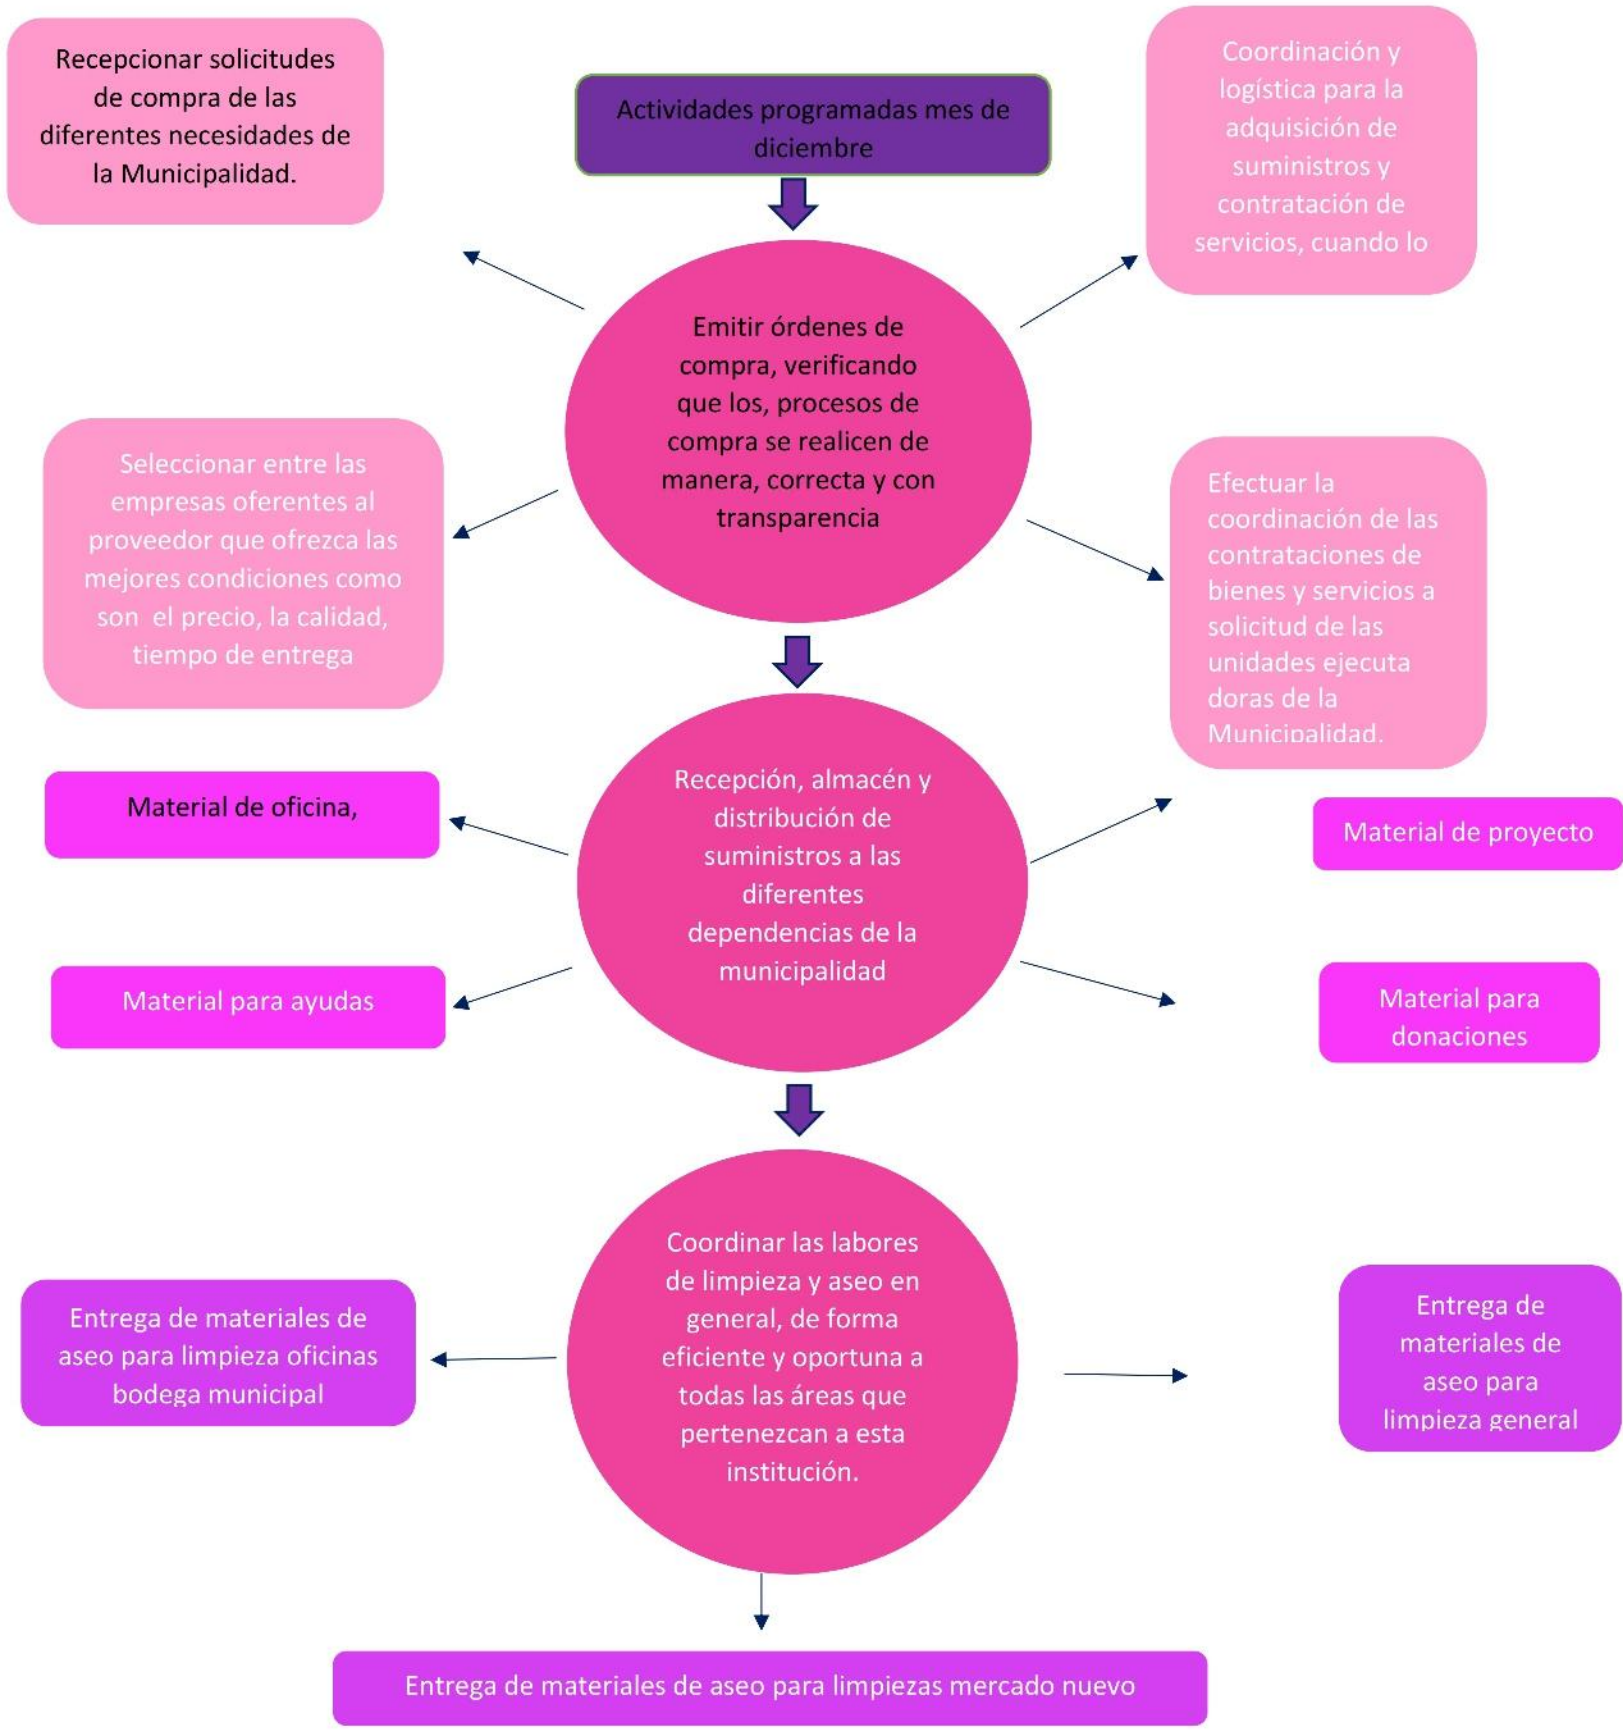 Recepcionar solicitudes
de compra de las
diferentes necesidades de
la Municipalidad.
Actividades programadas mes de
diciembre
Coordinación y
logística para la
adquisición de
suministros y
contratación de
servicios, cuando lo
Emitir órdenes de
compra, verificando
que los, procesos de
compra se realicen de
manera, correcta y con
transparencia
Seleccionar entre las
empresas oferentes al
proveedor que ofrezca las
mejores condiciones como
son  el precio, la calidad,
tiempo de entrega
Efectuar la
coordinación de las
contrataciones de
bienes y servicios a
solicitud de las
unidades ejecuta
doras de la
Municipalidad.
Recepción, almacén y
distribución de
suministros a las
diferentes
dependencias de la
municipalidad
Material de oficina,
Material de proyecto
Material para ayudas
Material para
donaciones
Coordinar las labores
de limpieza y aseo en
general, de forma
eficiente y oportuna a
todas las áreas que
pertenezcan a esta
institución.
Entrega de materiales de
aseo para limpieza oficinas
bodega municipal
Entrega de
materiales de
aseo para
limpieza general
Entrega de materiales de aseo para limpiezas mercado nuevo